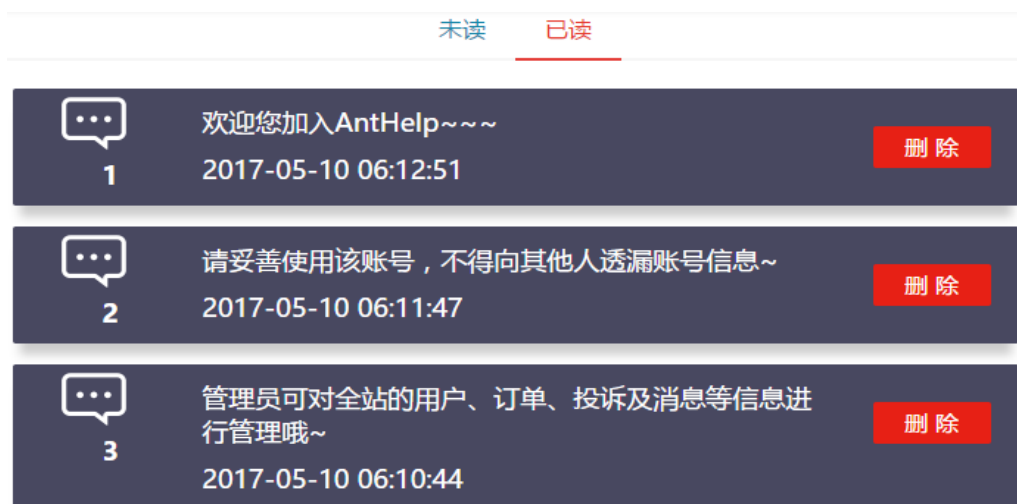 未读 已读
欢迎您加入AntHelp~~~
2017-05-10 06:12:51
1
删 除
请妥善使用该账号，不得向其他人透漏账号信息~
2017-05-10 06:11:47
2
删 除
管理员可对全站的用户、订单、投诉及消息等信息进
行管理哦~
2017-05-10 06:10:44
3
删 除